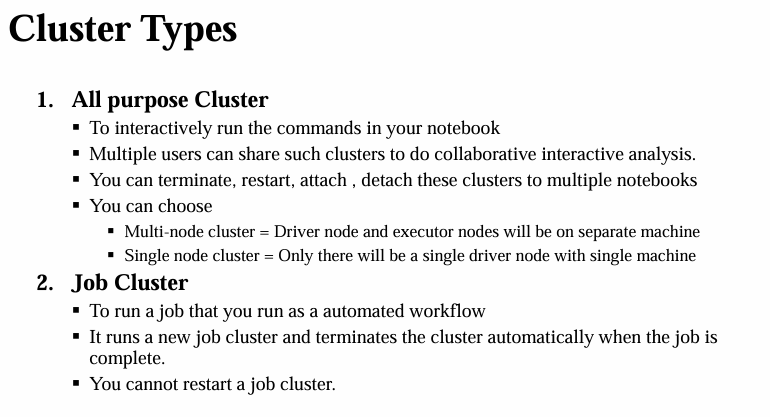 Cluster Types
1. All purpose Cluster
▪ To interactively run the commands in your notebook
▪ Multiple users can share such clusters to do collaborative interactive analysis.
▪ You can terminate, restart, attach , detach these clusters to multiple notebooks
▪ You can choose
▪ Multi-node cluster = Driver node and executor nodes will be on separate machine
▪ Single node cluster = Only there will be a single driver node with single machine
2. Job Cluster
▪ To run a job that you run as a automated workflow
▪ It runs a new job cluster and terminates the cluster automatically when the job is
complete.
▪ You cannot restart a job cluster.